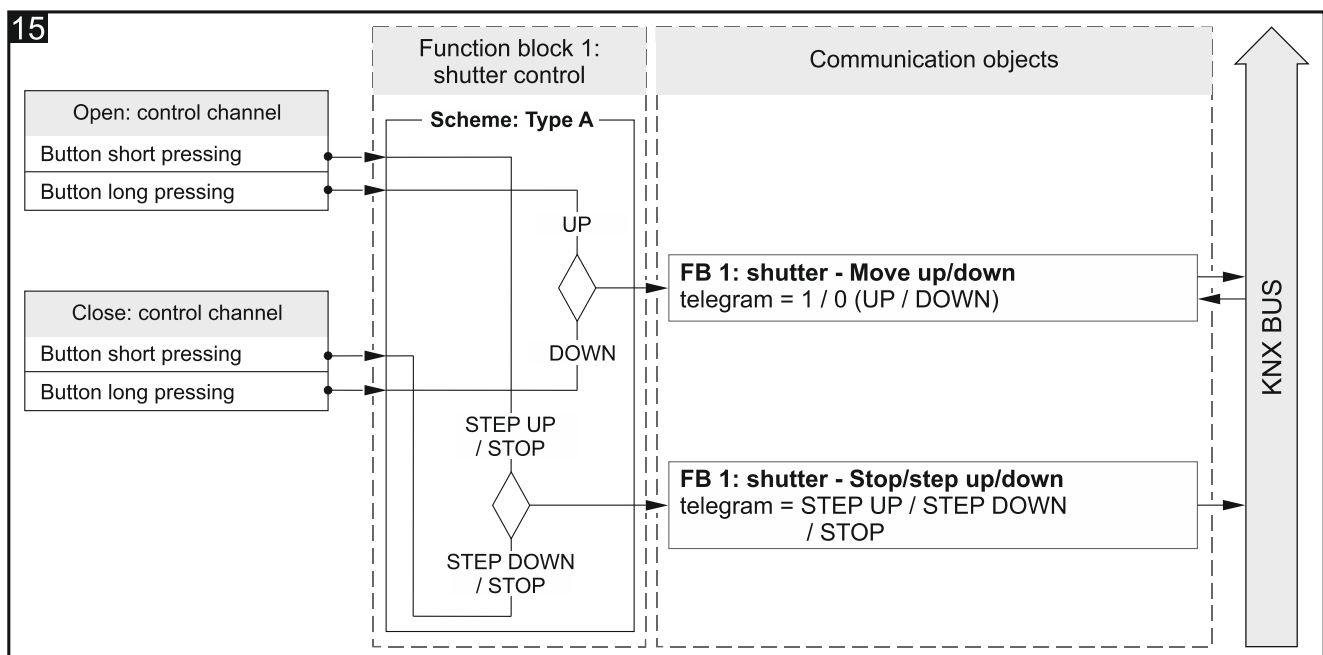 15
Function block 1:
shutter control
Communication objects
Open: control channel
Button short pressing
Button long pressing
Scheme: Type A
UP
FB 1: shutter - Move up/down
telegram = 1 / 0 (UP / DOWN)
Close: control channel
Button short pressing
Button long pressing
DOWN
STEP UP
/ STOP
FB 1: shutter - Stop/step up/down
telegram = STEP UP / STEP DOWN
/ STOP
STEP DOWN
/ STOP
KNX BUS